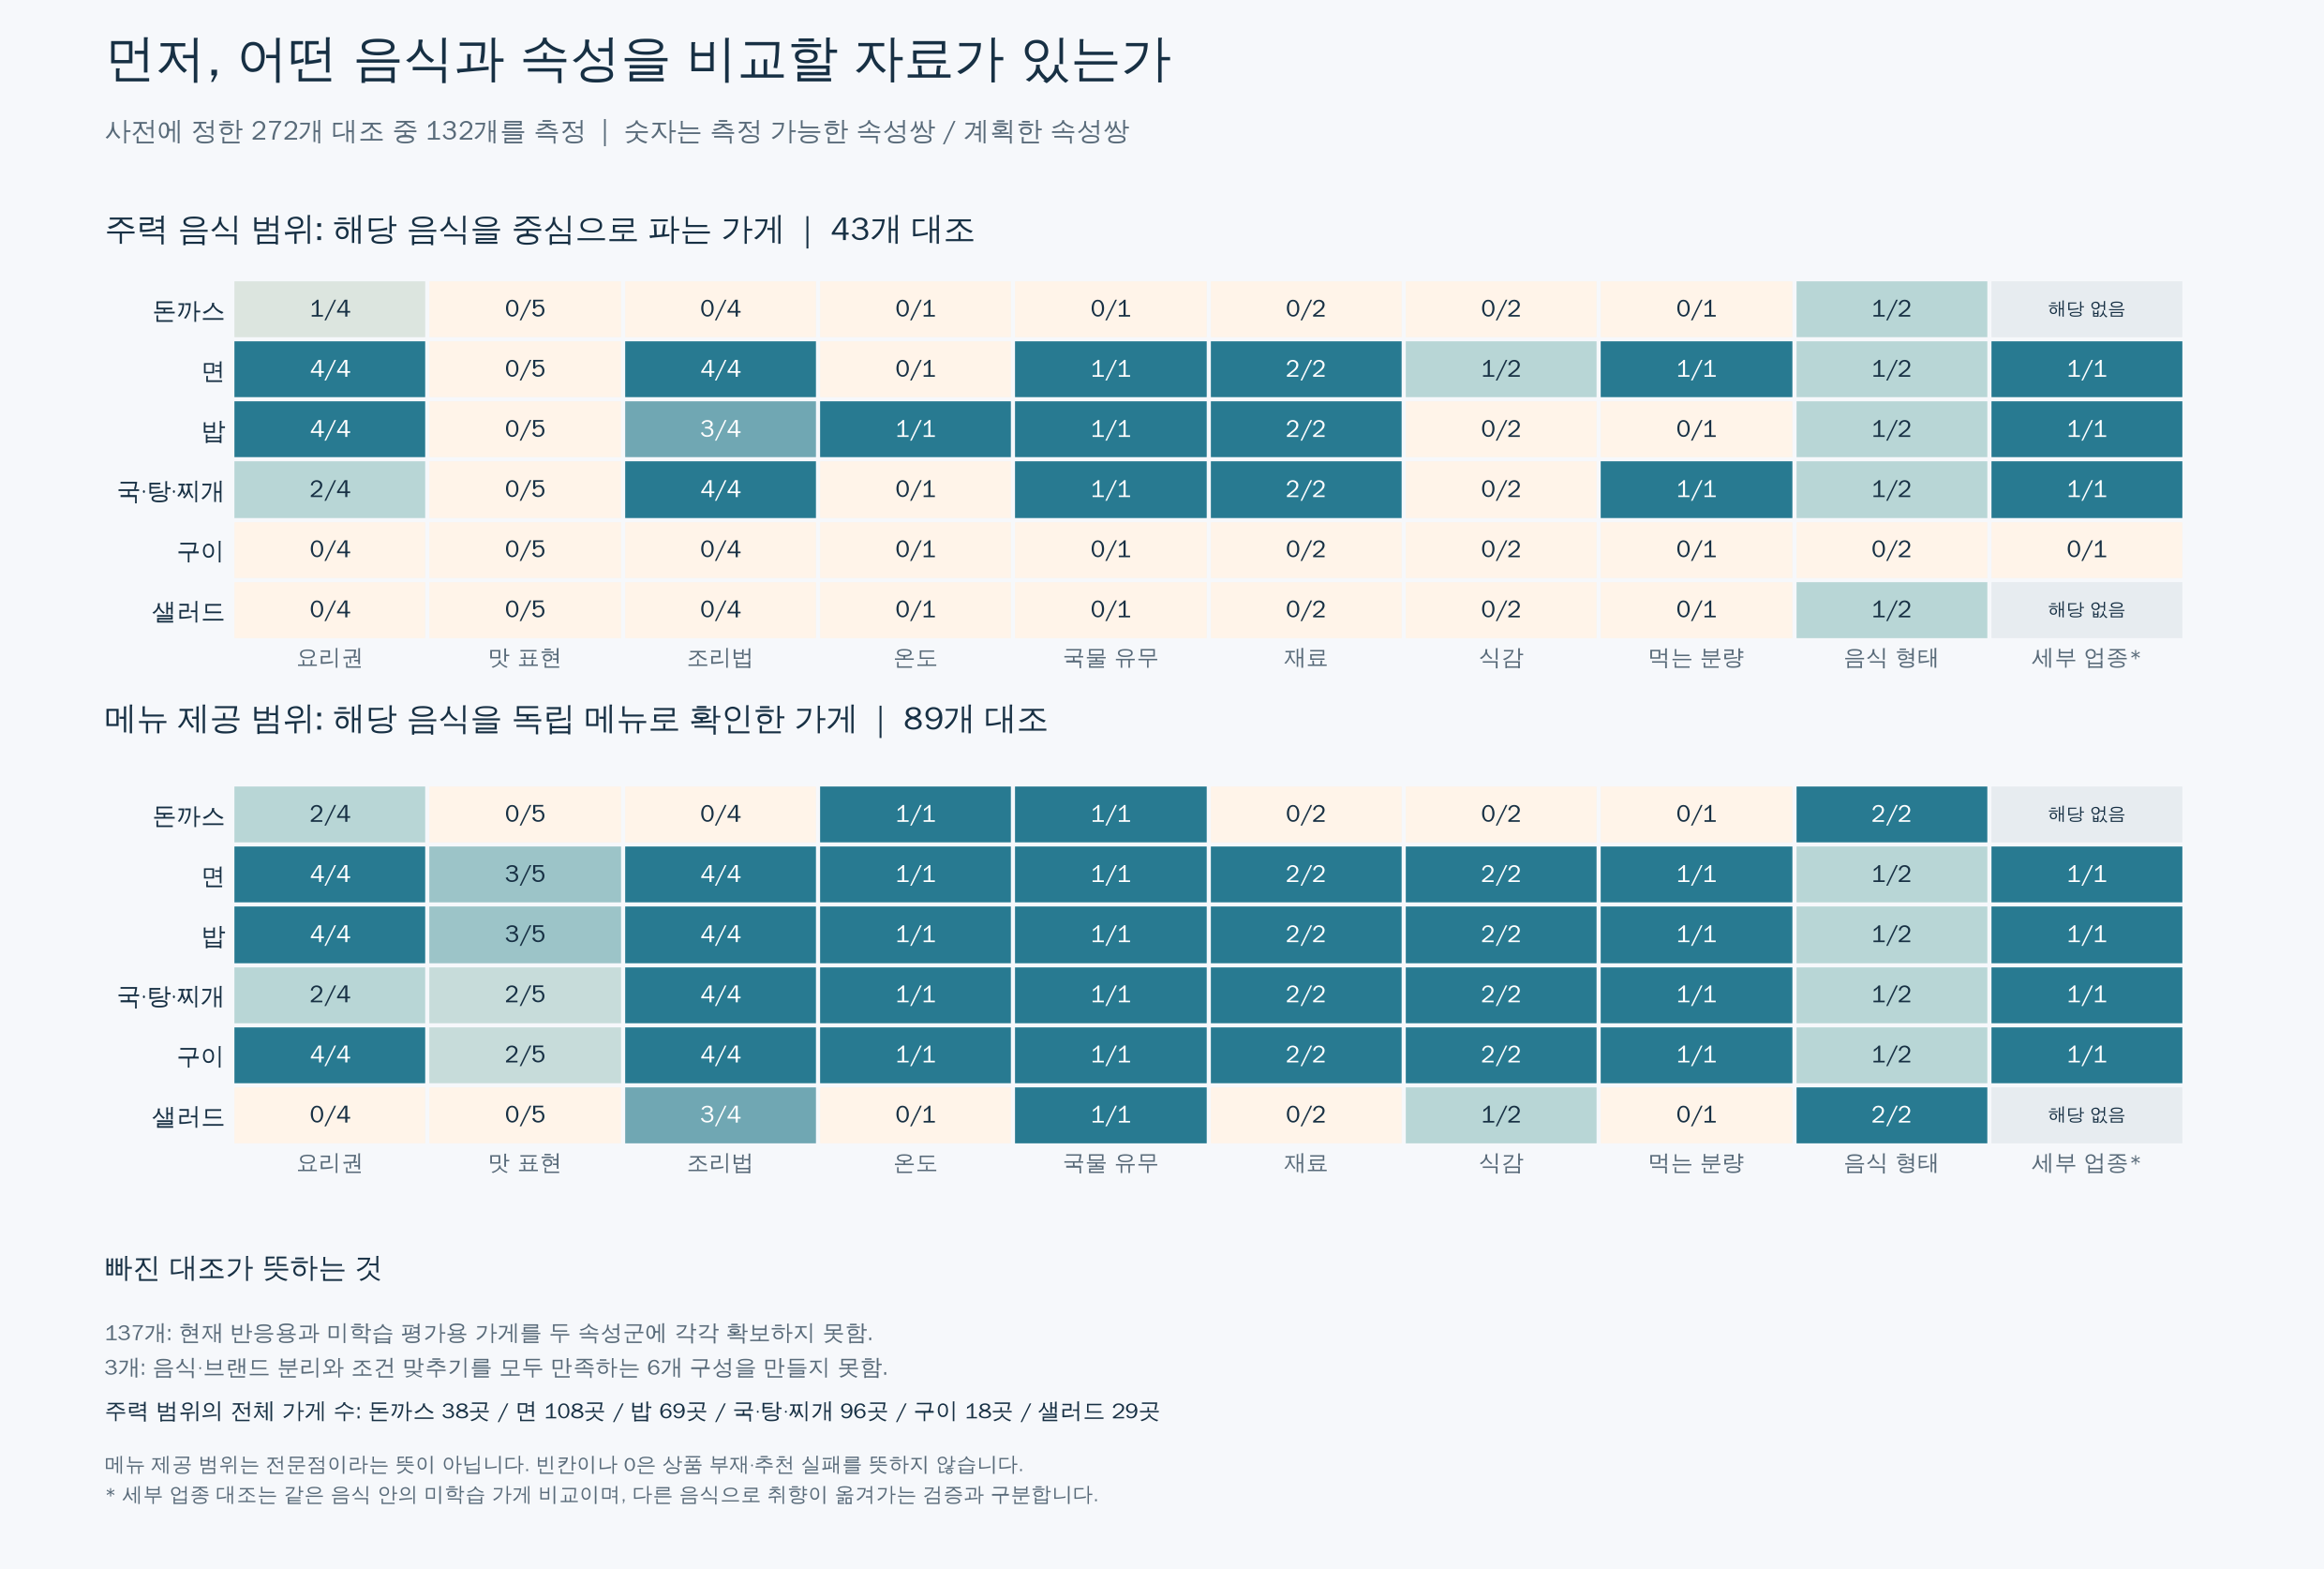 먼저, 어떤 음식과 속성을 비교할 자료가 있는가
사전에 정한 272개 대조 중 132개를 측정 | 숫자는 측정 가능한 속성쌍 / 계획한 속성쌍
주력 음식 범위: 해당 음식을 중심으로 파는 가게 | 43개 대조
돈까스 1/4 0/5 0/4 0/1 0/1 0/2 0/2 0/1 1/2 해당 없음
면 4/4 0/5 4/4 0/1 1/1 2/2 1/2 1/1 1/2 1/1
밥 4/4 0/5 3/4 1/1 1/1 2/2 0/2 0/1 1/2 1/1
국·탕·찌개 2/4 0/5 4/4 0/1 1/1 2/2 0/2 1/1 1/2 1/1
구이 0/4 0/5 0/4 0/1 0/1 0/2 0/2 0/1 0/2 0/1
샐러드 0/4 0/5 0/4 0/1 0/1 0/2 0/2 0/1 1/2 해당 없음
요리권 맛 표현 조리법 온도 국물 유무 재료 식감 먹는 분량 음식 형태 세부 업종*
메뉴 제공 범위: 해당 음식을 독립 메뉴로 확인한 가게 | 89개 대조
돈까스 2/4 0/5 0/4 1/1 1/1 0/2 0/2 0/1 2/2 해당 없음
면 4/4 3/5 4/4 1/1 1/1 2/2 2/2 1/1 1/2 1/1
밥 4/4 3/5 4/4 1/1 1/1 2/2 2/2 1/1 1/2 1/1
국·탕·찌개 2/4 2/5 4/4 1/1 1/1 2/2 2/2 1/1 1/2 1/1
구이 4/4 2/5 4/4 1/1 1/1 2/2 2/2 1/1 1/2 1/1
샐러드 0/4 0/5 3/4 0/1 1/1 0/2 1/2 0/1 2/2 해당 없음
요리권 맛 표현 조리법 온도 국물 유무 재료 식감 먹는 분량 음식 형태 세부 업종*
빠진 대조가 뜻하는 것
137개: 현재 반응용과 미학습 평가용 가게를 두 속성군에 각각 확보하지 못함.
3개: 음식·브랜드 분리와 조건 맞추기를 모두 만족하는 6개 구성을 만들지 못함.
주력 범위의 전체 가게 수: 돈까스 38곳 / 면 108곳 / 밥 69곳 / 국·탕·찌개 96곳 / 구이 18곳 / 샐러드 29곳
메뉴 제공 범위는 전문점이라는 뜻이 아닙니다. 빈칸이나 0은 상품 부재·추천 실패를 뜻하지 않습니다.
* 세부 업종 대조는 같은 음식 안의 미학습 가게 비교이며, 다른 음식으로 취향이 옮겨가는 검증과 구분합니다.